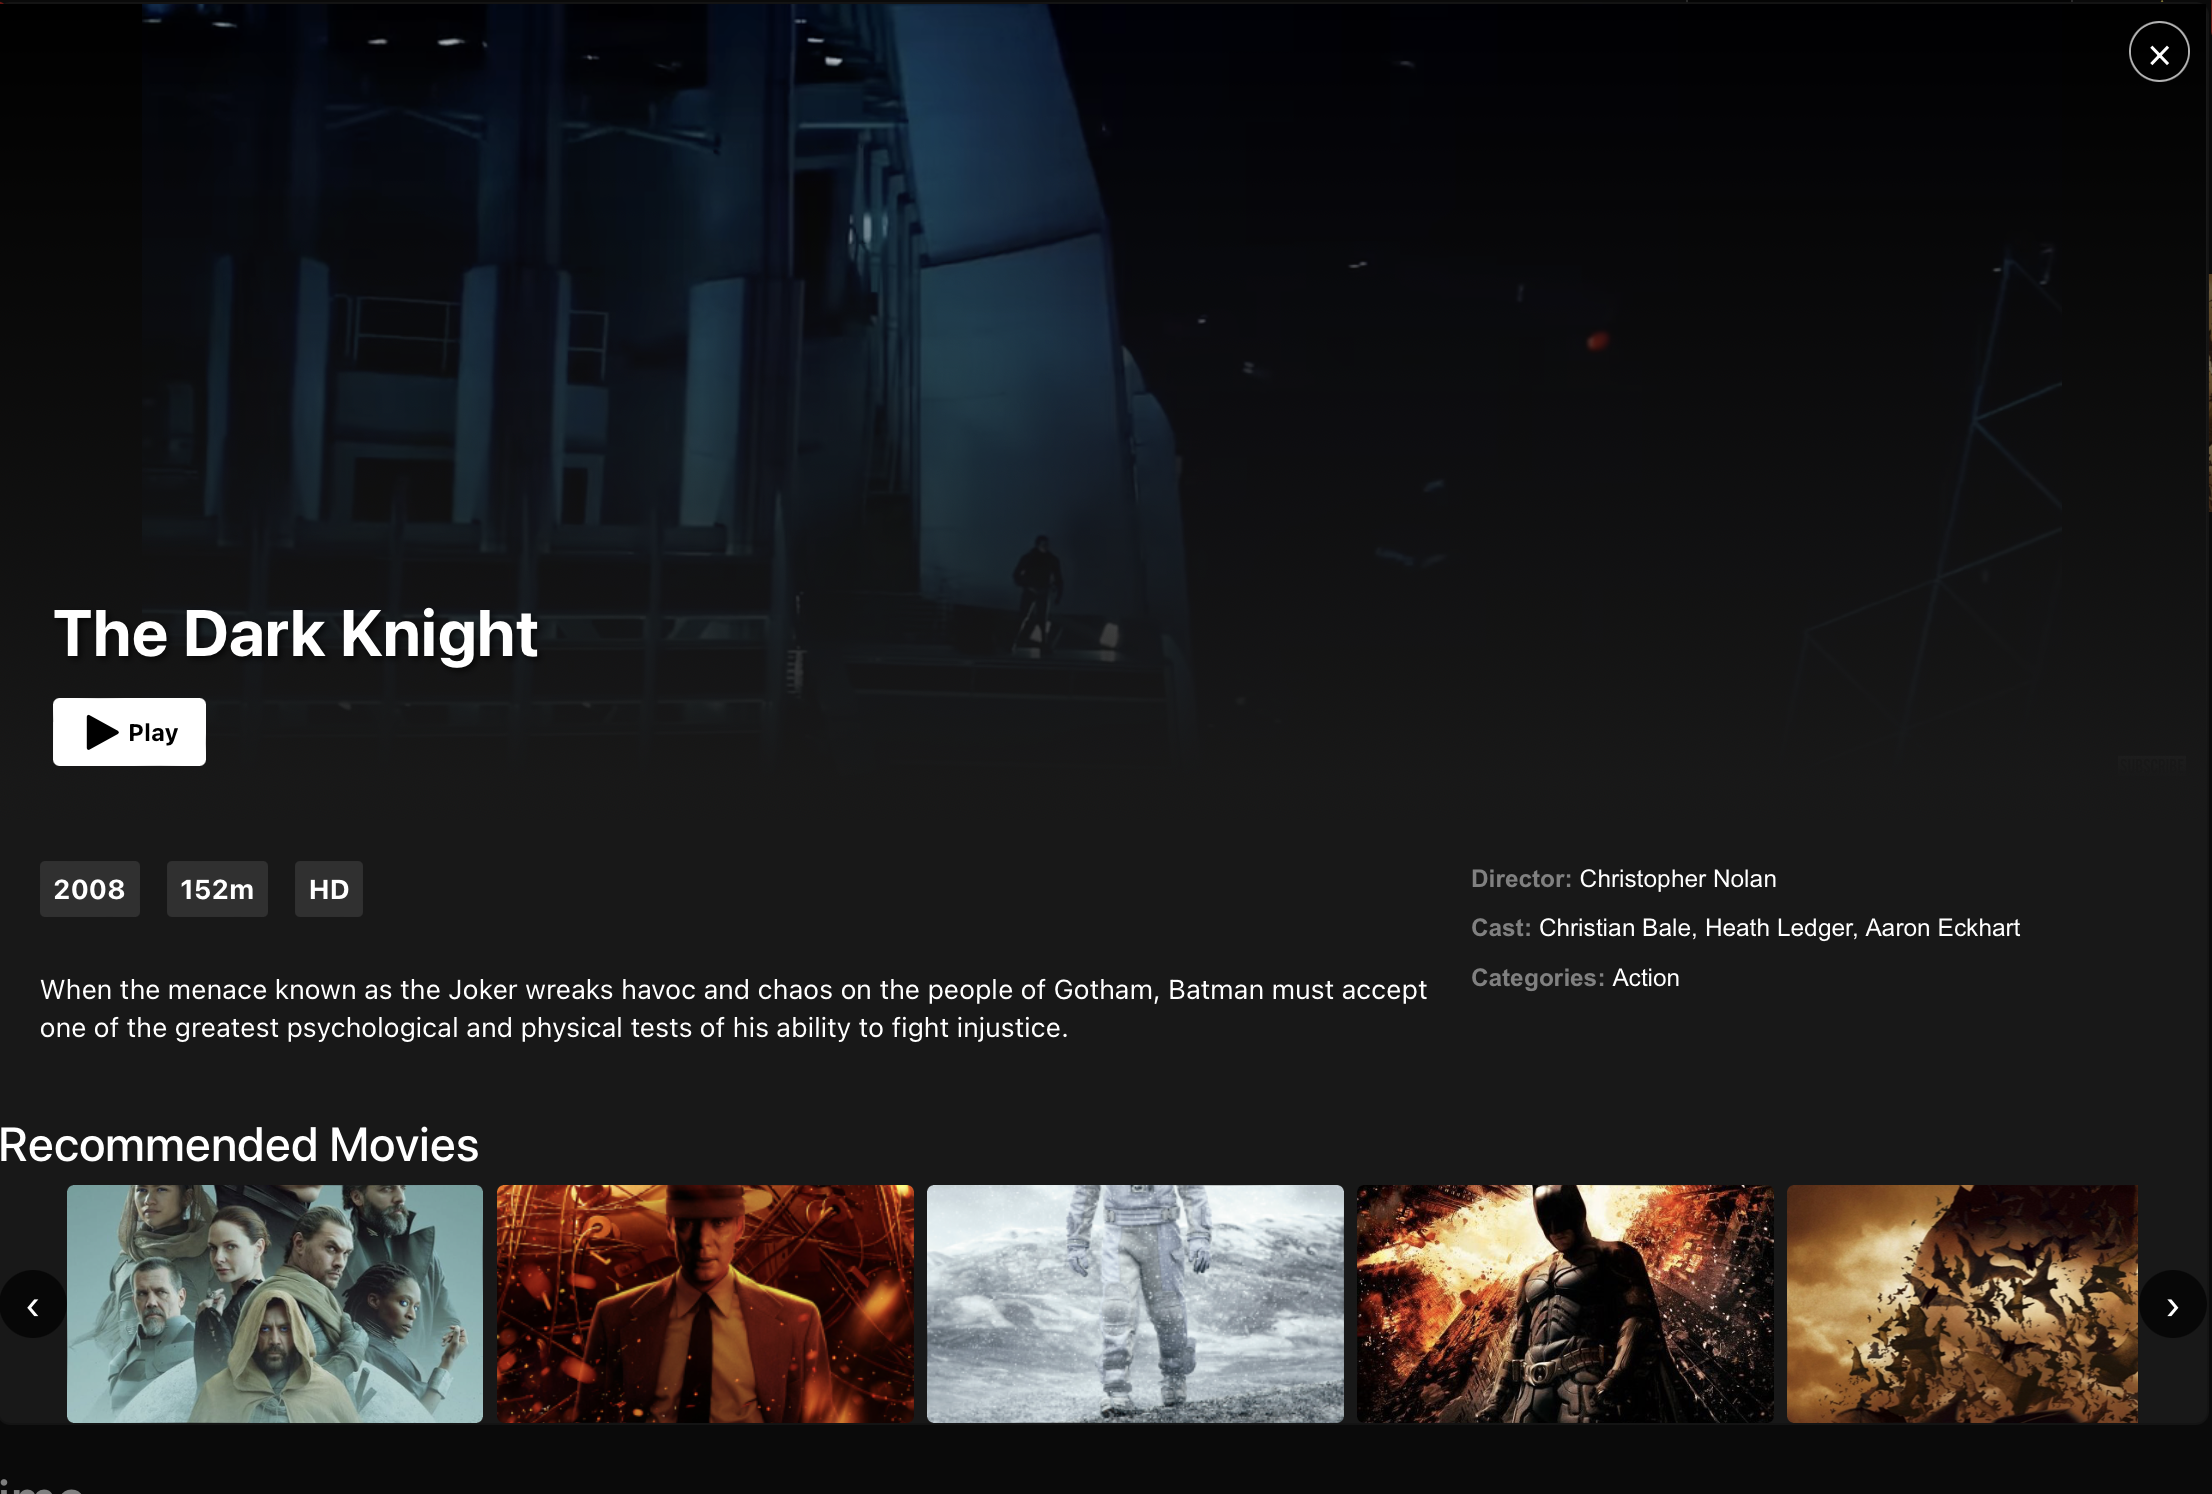 The Dark Knight
Play
2008 152m HD
When the menace known as the Joker wreaks havoc and chaos on the people of Gotham, Batman must accept
one of the greatest psychological and physical tests of his ability to fight injustice.
Director: Christopher Nolan
Cast: Christian Bale, Heath Ledger, Aaron Eckhart
Categories: Action
Recommended Movies